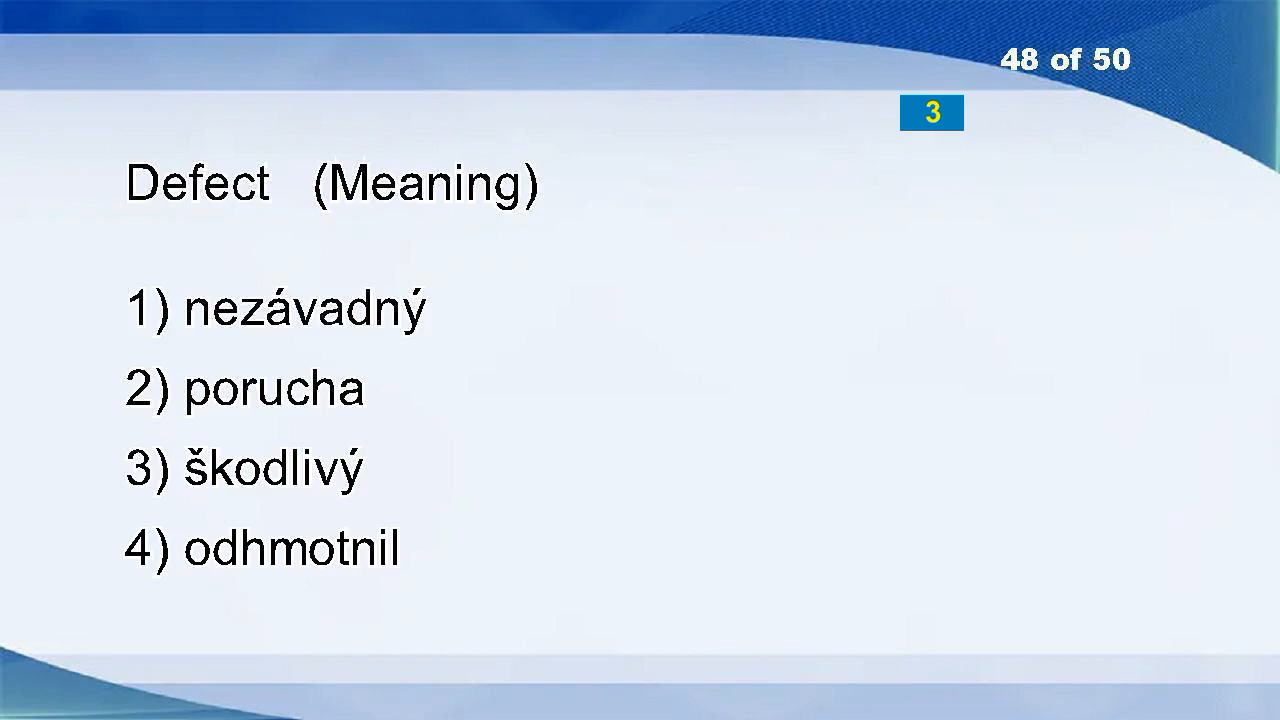 48 of 50
3
Defect (Meaning)
1) nezávadný
2) porucha
3) škodlivý
4) odhmotnil